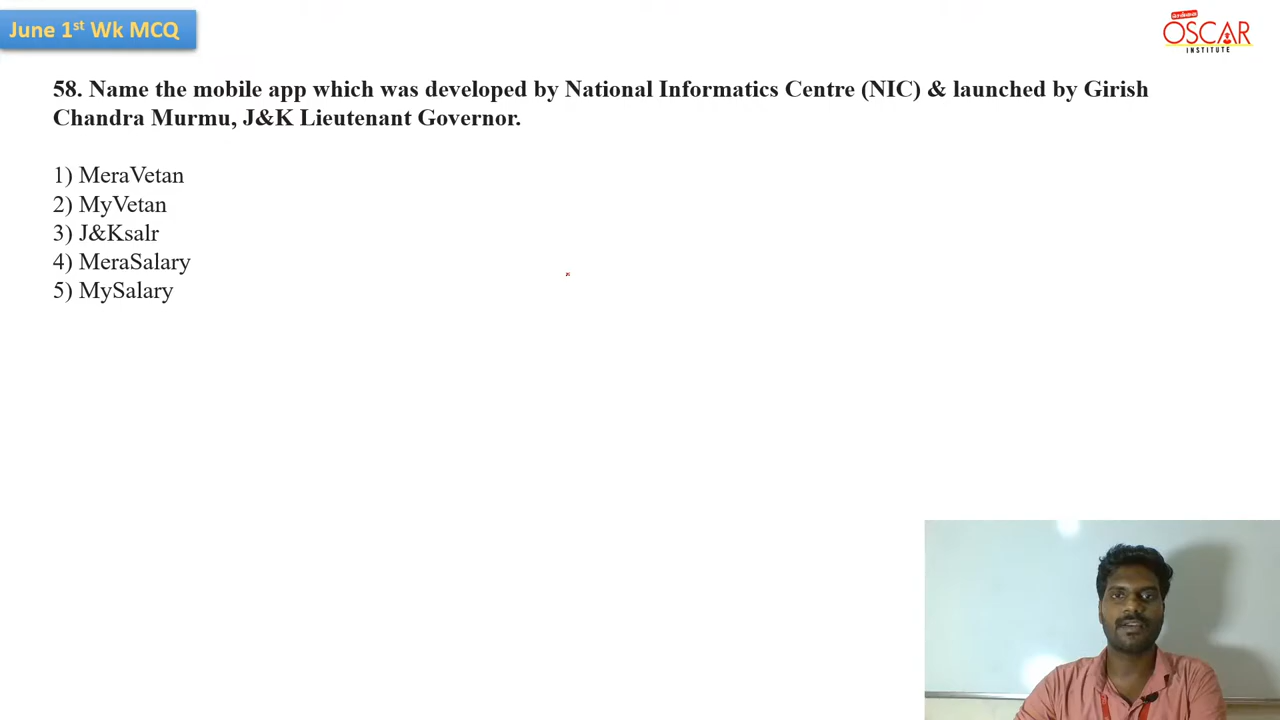 June 1st Wk MCQ
சென்னை
OSCAR
INSTITUTE
58. Name the mobile app which was developed by National Informatics Centre (NIC) & launched by Girish
Chandra Murmu, J&K Lieutenant Governor.
1) MeraVetan
2) MyVetan
3) J&Ksalr
4) MeraSalary
5) MySalary